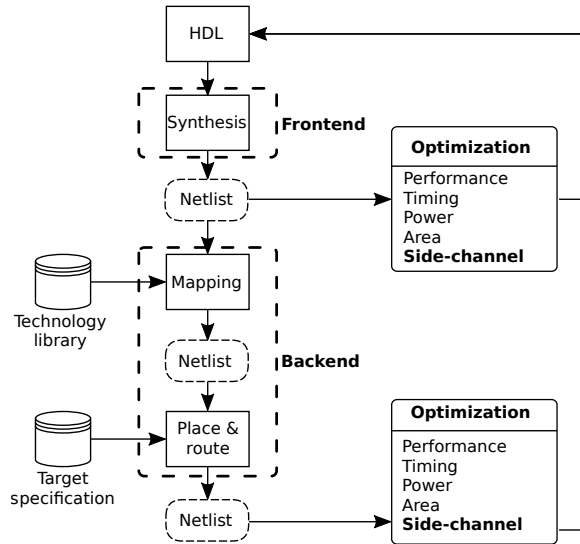 HDL
Synthesis
Frontend
Netlist
Optimization
Performance
Timing
Power
Area
Side-channel
Mapping
Technology
library
Netlist
Backend
Place &
route
Target
specification
Netlist
Optimization
Performance
Timing
Power
Area
Side-channel